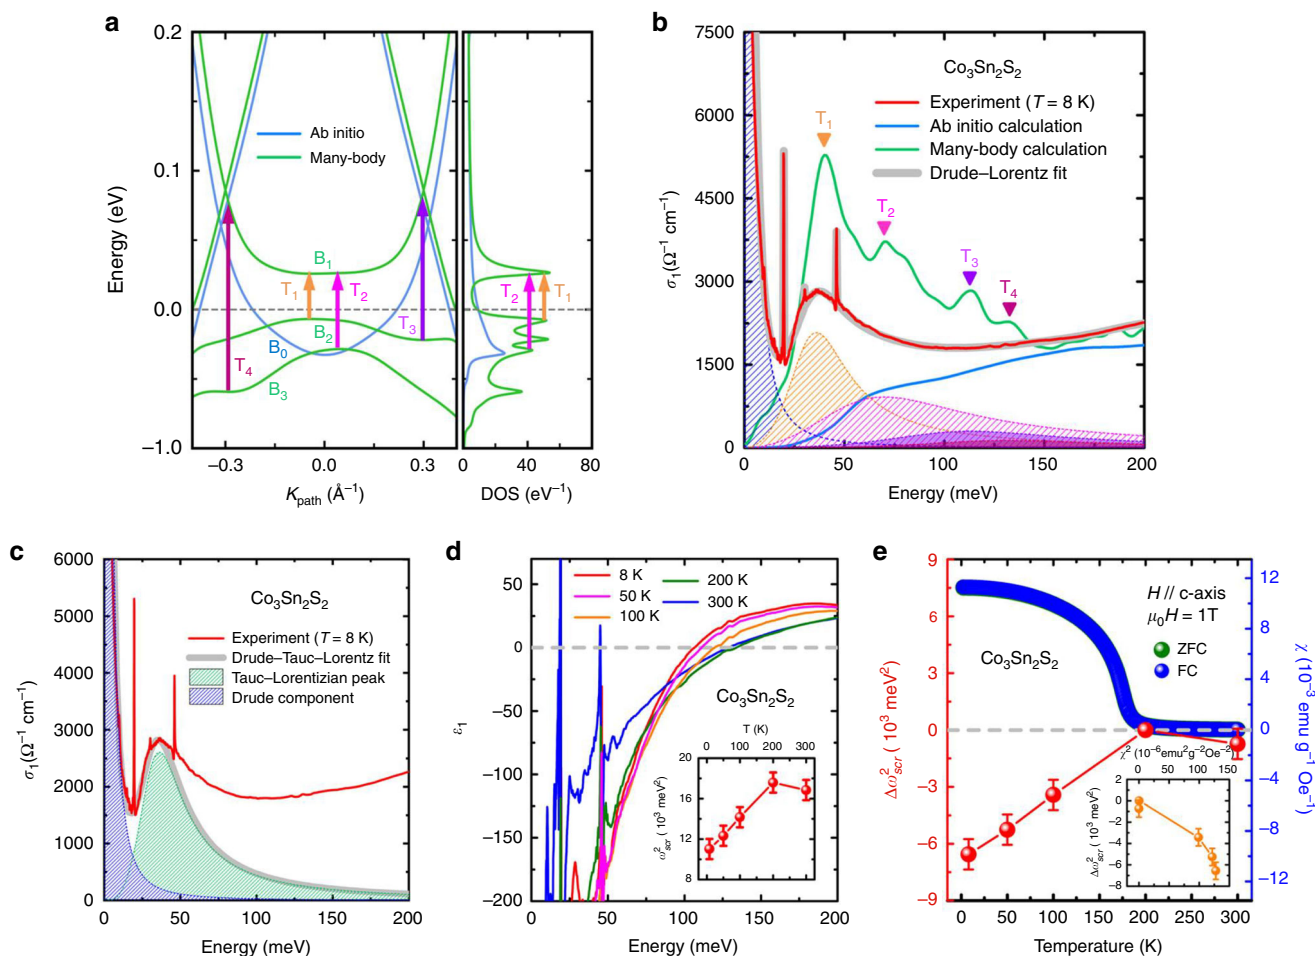 a
0.2
0.1
0.0
−1.0
Energy (eV)
Ab initio
Many-body
B1
T1
T2
B2
T3
B0
T4
B3
T2
T1
−0.3
0.0
0.3
0
40
80
Kpath (Å−1)
DOS (eV−1)
b
7500
6000
4500
3000
1500
0
σ1(Ω−1 cm−1)
Co3Sn2S2
Experiment (T = 8 K)
Ab initio calculation
Many-body calculation
Drude–Lorentz fit
T1
T2
T3
T4
0
50
100
150
200
Energy (meV)
c
6000
5000
4000
3000
2000
1000
0
σ1(Ω−1 cm−1)
Co3Sn2S2
Experiment (T = 8 K)
Drude–Tauc–Lorentz fit
Tauc–Lorentzian peak
Drude component
0
50
100
150
200
Energy (meV)
d
50
0
−50
−100
−150
−200
ε1
8 K
50 K
100 K
200 K
300 K
Co3Sn2S2
T (K)
0
100
200
300
20
16
12
8
ω2scr ( 103 meV2)
0
50
100
150
200
Energy (meV)
e
9
6
3
0
−3
−6
−9
Δω2scr ( 103 meV2)
H // c-axis
μ0H = 1T
ZFC
FC
Co3Sn2S2
12
8
4
0
−4
−8
−12
χ (10−3 emu g−1Oe−1)
χ2 (10−6emu2g−2Oe−2)
0
50
100
150
0
−2
−4
−6
−8
Δω2scr ( 103 meV2)
0
50
100
150
200
250
300
Temperature (K)